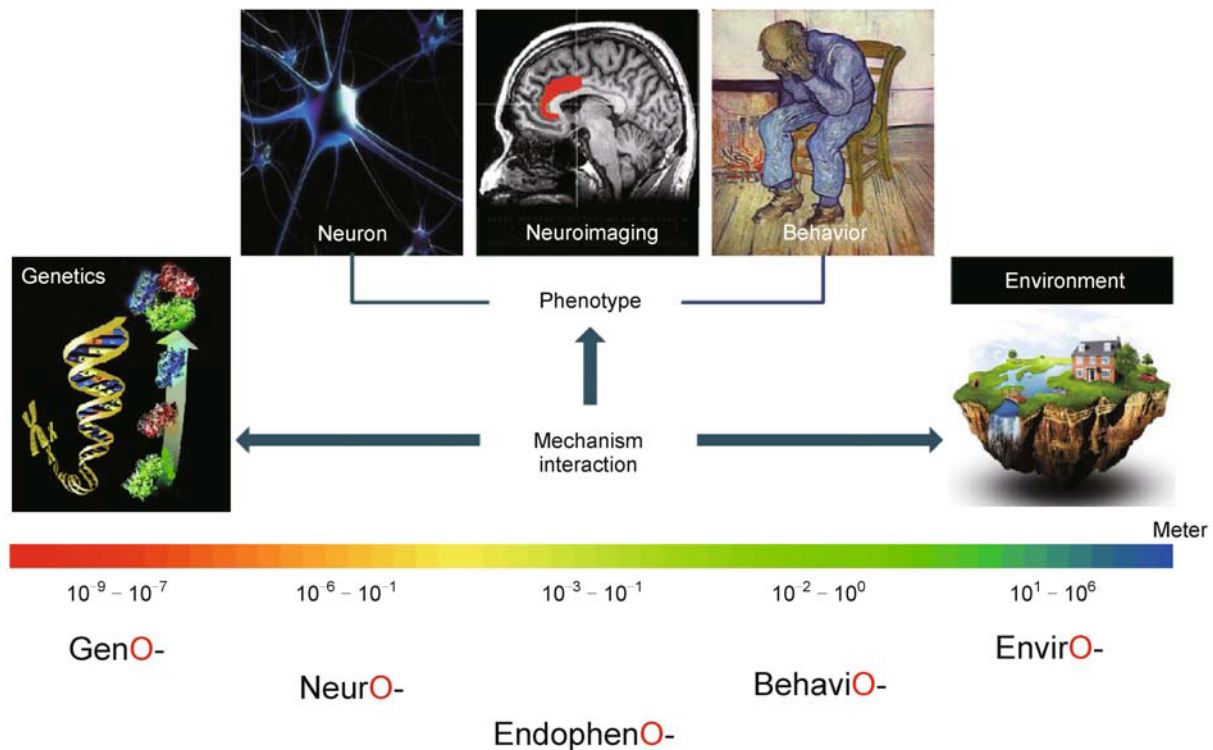 Neuron
Neuroimaging
Behavior
Genetics
Phenotype
Environment
Mechanism
interaction
Meter
10⁻⁹ – 10⁻⁷
10⁻⁶ – 10⁻¹
10⁻³ – 10⁻¹
10⁻² – 10⁰
10¹ – 10⁶
GenO-
NeurO-
EndophenO-
BehaviO-
EnvirO-